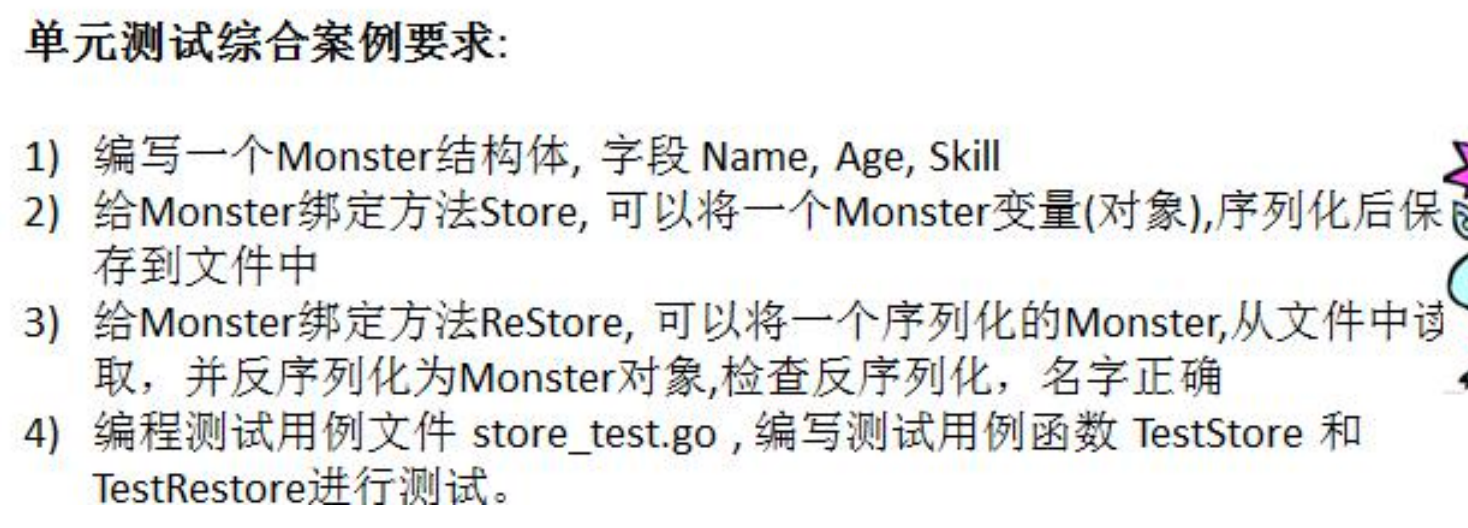 单元测试综合案例要求:
1) 编写一个Monster结构体, 字段 Name, Age, Skill
2) 给Monster绑定方法Store, 可以将一个Monster变量(对象),序列化后保
存到文件中
3) 给Monster绑定方法ReStore, 可以将一个序列化的Monster,从文件中读
取，并反序列化为Monster对象,检查反序列化，名字正确
4) 编程测试用例文件 store_test.go , 编写测试用例函数 TestStore 和
TestRestore进行测试。